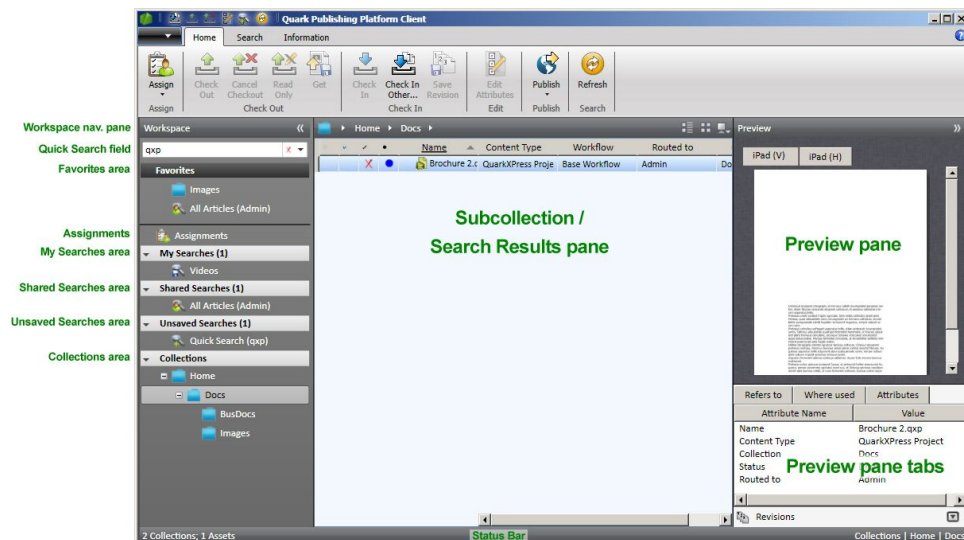 Quark Publishing Platform Client
Home Search Information
Assign Check Out Cancel Checkout Read Only Get Check In Check In Other... Save Revision Edit Attributes Publish Refresh
Assign Check Out Check In Edit Publish Search
Workspace nav. pane
Workspace
Home Docs
Preview
Quick Search field
qxp
Name Content Type Workflow Routed to
iPad (V) iPad (H)
Favorites area
Favorites
Brochure 2.c QuarkXPress Proje Base Workflow Admin Do
Images
All Articles (Admin)
Subcollection /
Search Results pane
Preview pane
Assignments
Assignments
My Searches area
My Searches (1)
Videos
Shared Searches area
Shared Searches (1)
All Articles (Admin)
Unsaved Searches area
Unsaved Searches (1)
Quick Search (qxp)
Collections area
Collections
Home
Docs
BusDocs
Images
Refers to Where used Attributes
Attribute Name Value
Name Brochure 2.qxp
Content Type QuarkXPress Project
Collection Docs
Status
Preview pane tabs
Routed to Admin
Revisions
2 Collections; 1 Assets
Status Bar
Collections | Home | Docs